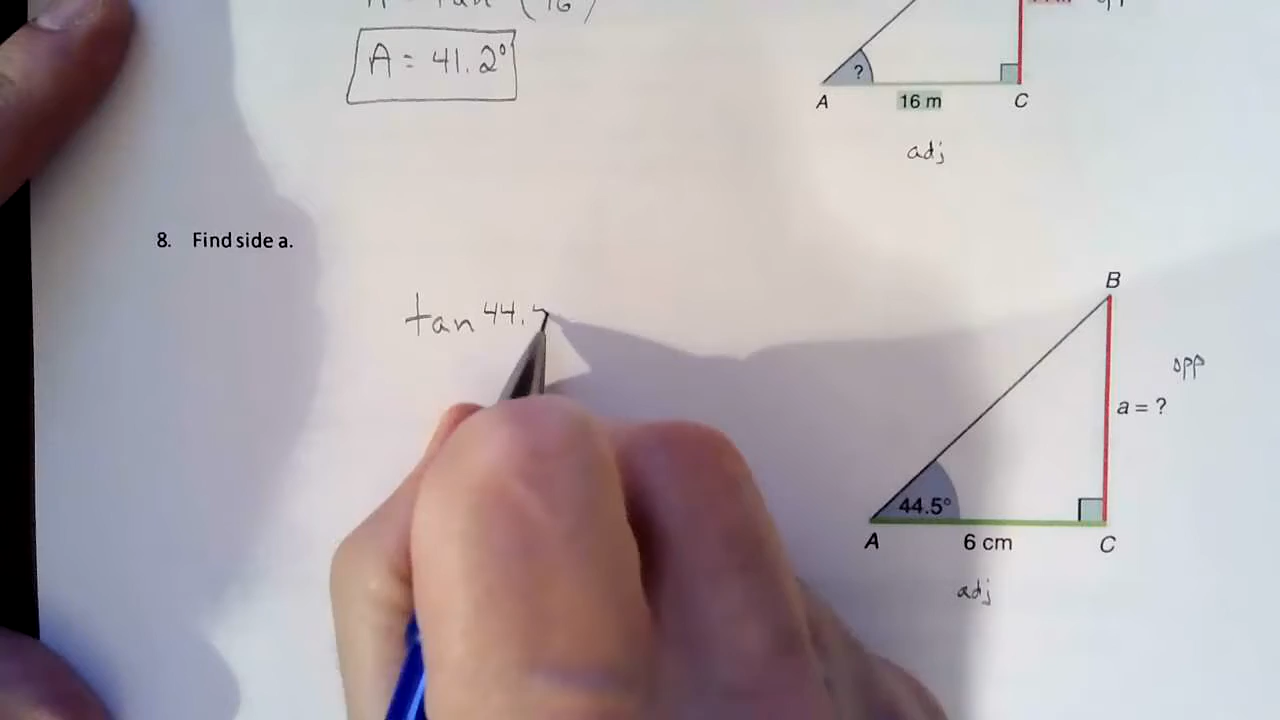 A = 41.2°
?
A
16 m
C
adj
8. Find side a.
tan 44.
B
opp
a = ?
44.5°
A
6 cm
C
adj